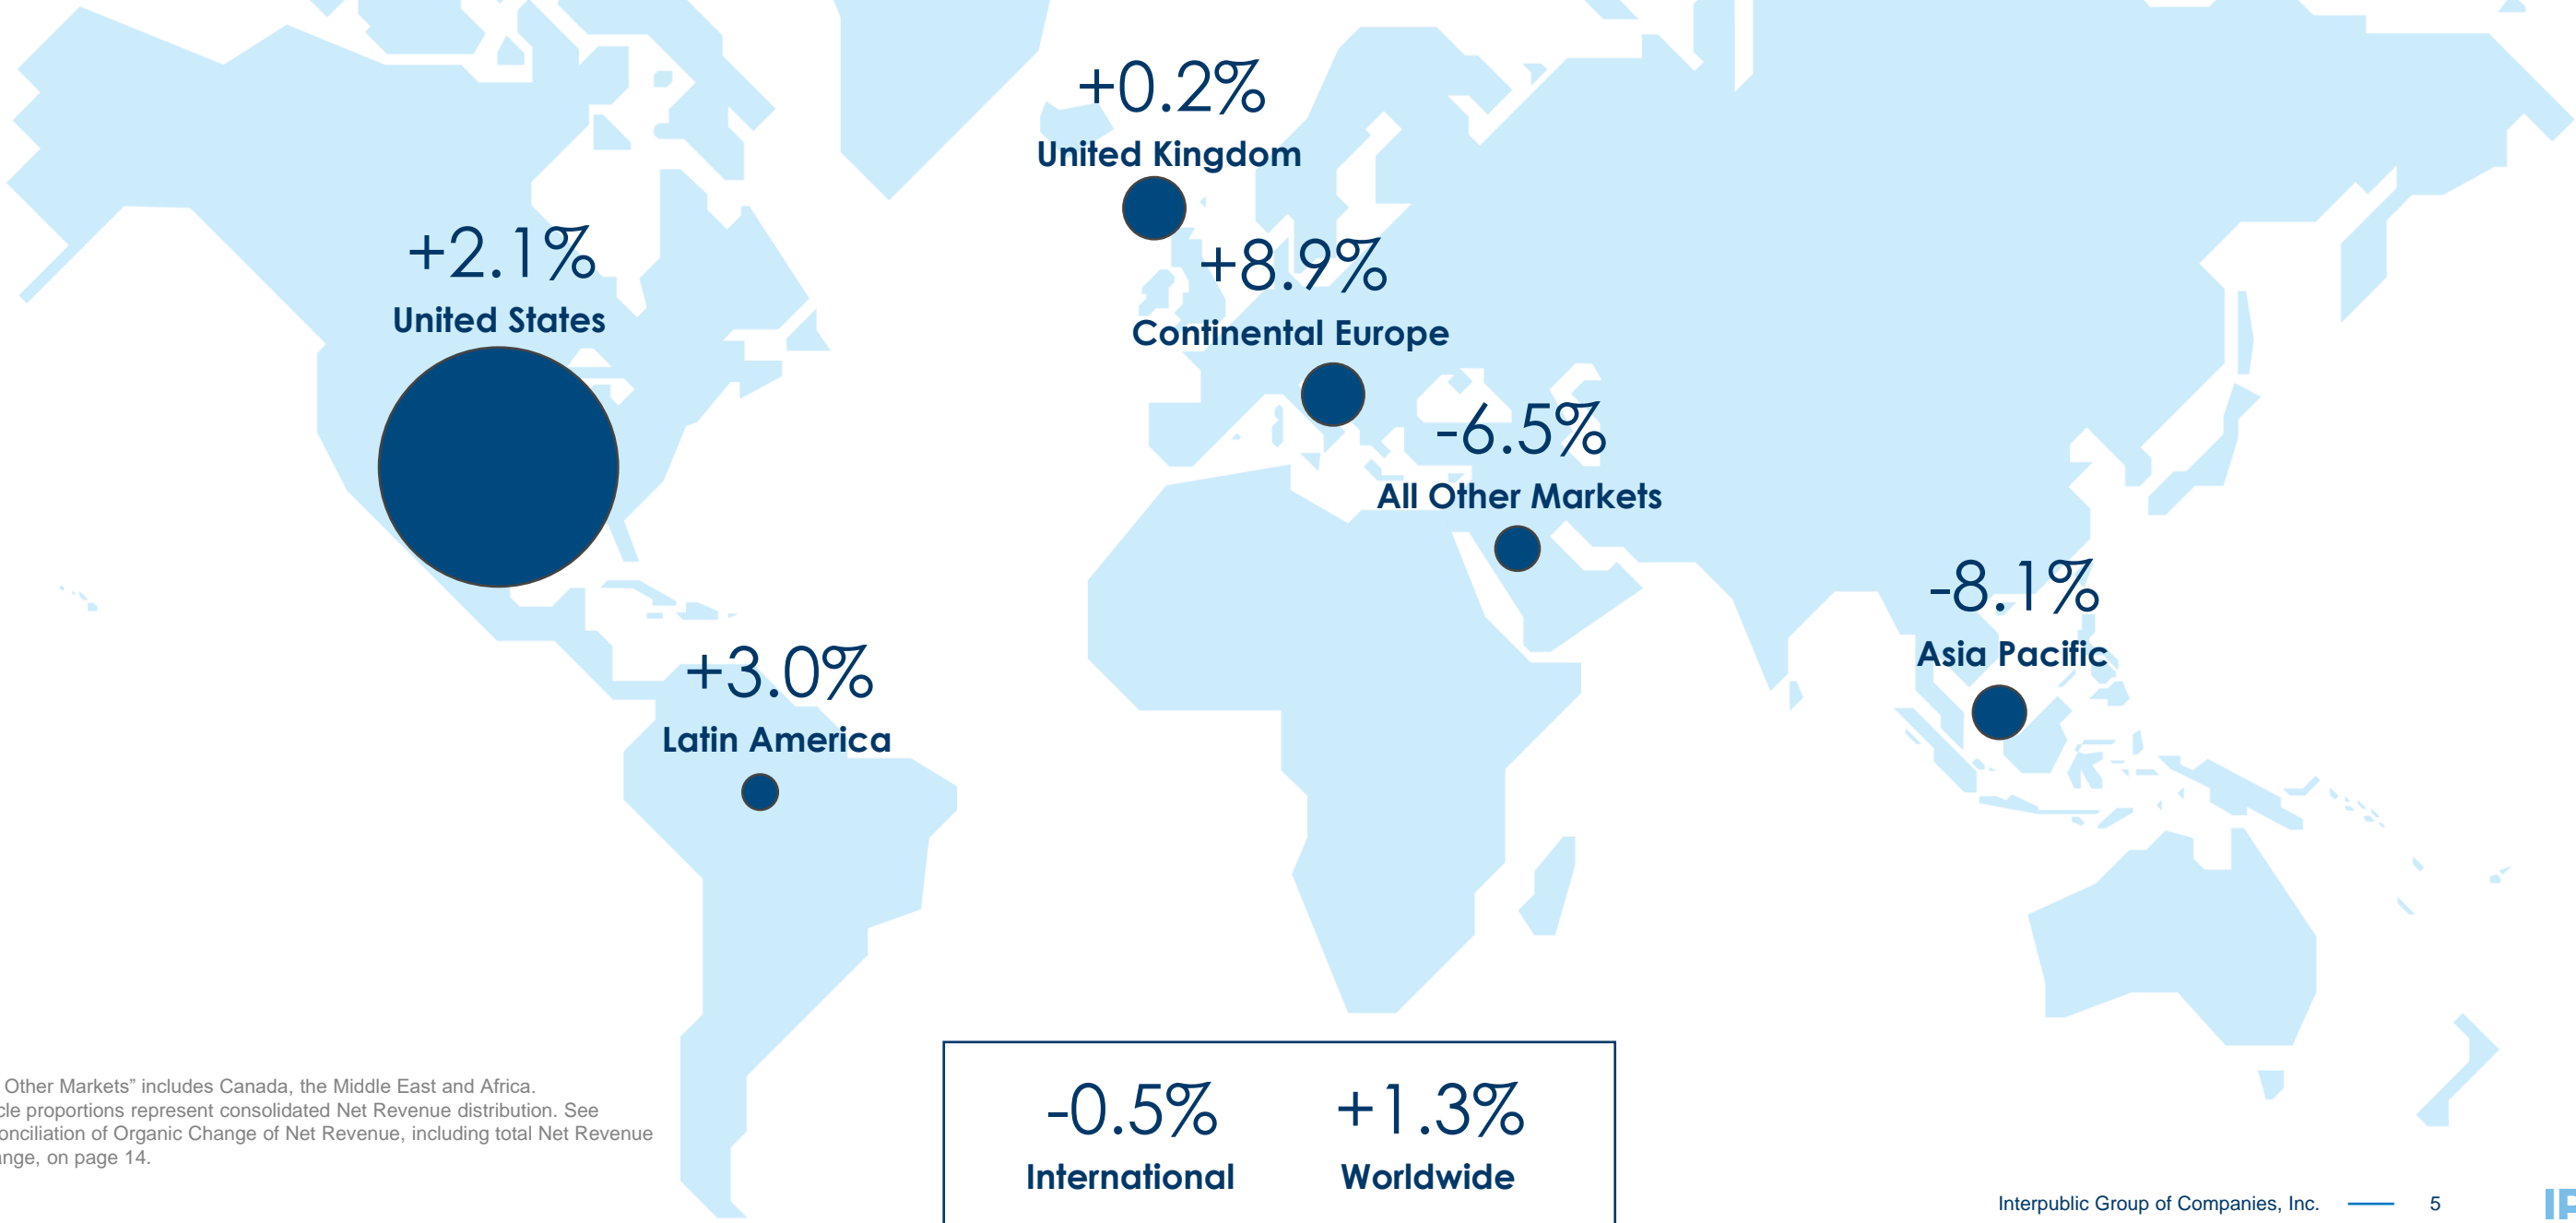 +0.2%
United Kingdom
+2.1%
United States
+8.9%
Continental Europe
-6.5%
All Other Markets
-8.1%
Asia Pacific
+3.0%
Latin America
Other Markets” includes Canada, the Middle East and Africa.
proportions represent consolidated Net Revenue distribution. See
of Organic Change of Net Revenue, including total Net Revenue
on page 14.
-0.5%
International
+1.3%
Worldwide
Interpublic Group of Companies, Inc.
5